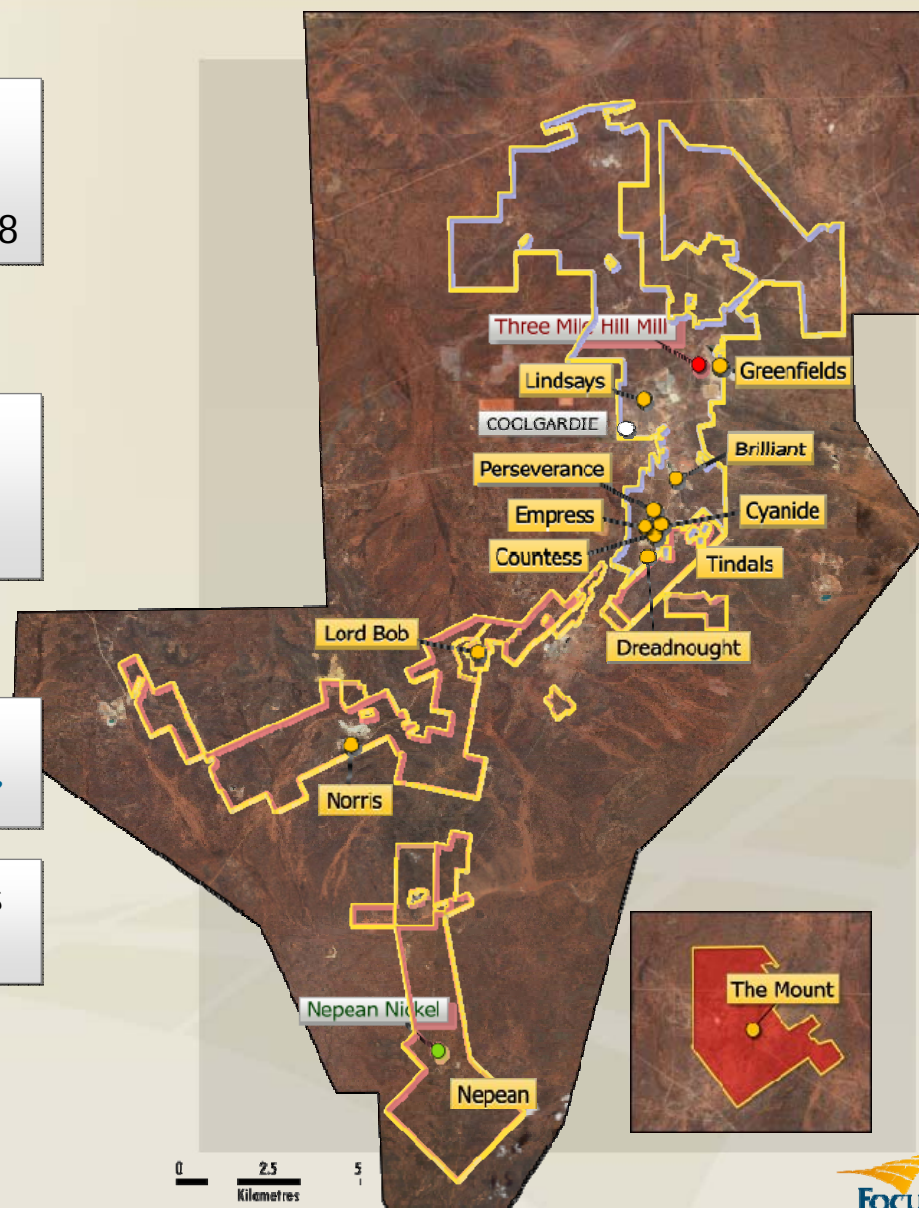 8
Three Mile Hill Mill
Greenfields
Lindsays
COOLGARDIE
Brilliant
Perseverance
Cyanide
Empress
Countess
Tindals
Lord Bob
Dreadnought
Norris
The Mount
Nepean Nickel
Nepean
0 2.5 5
Kilometres
s